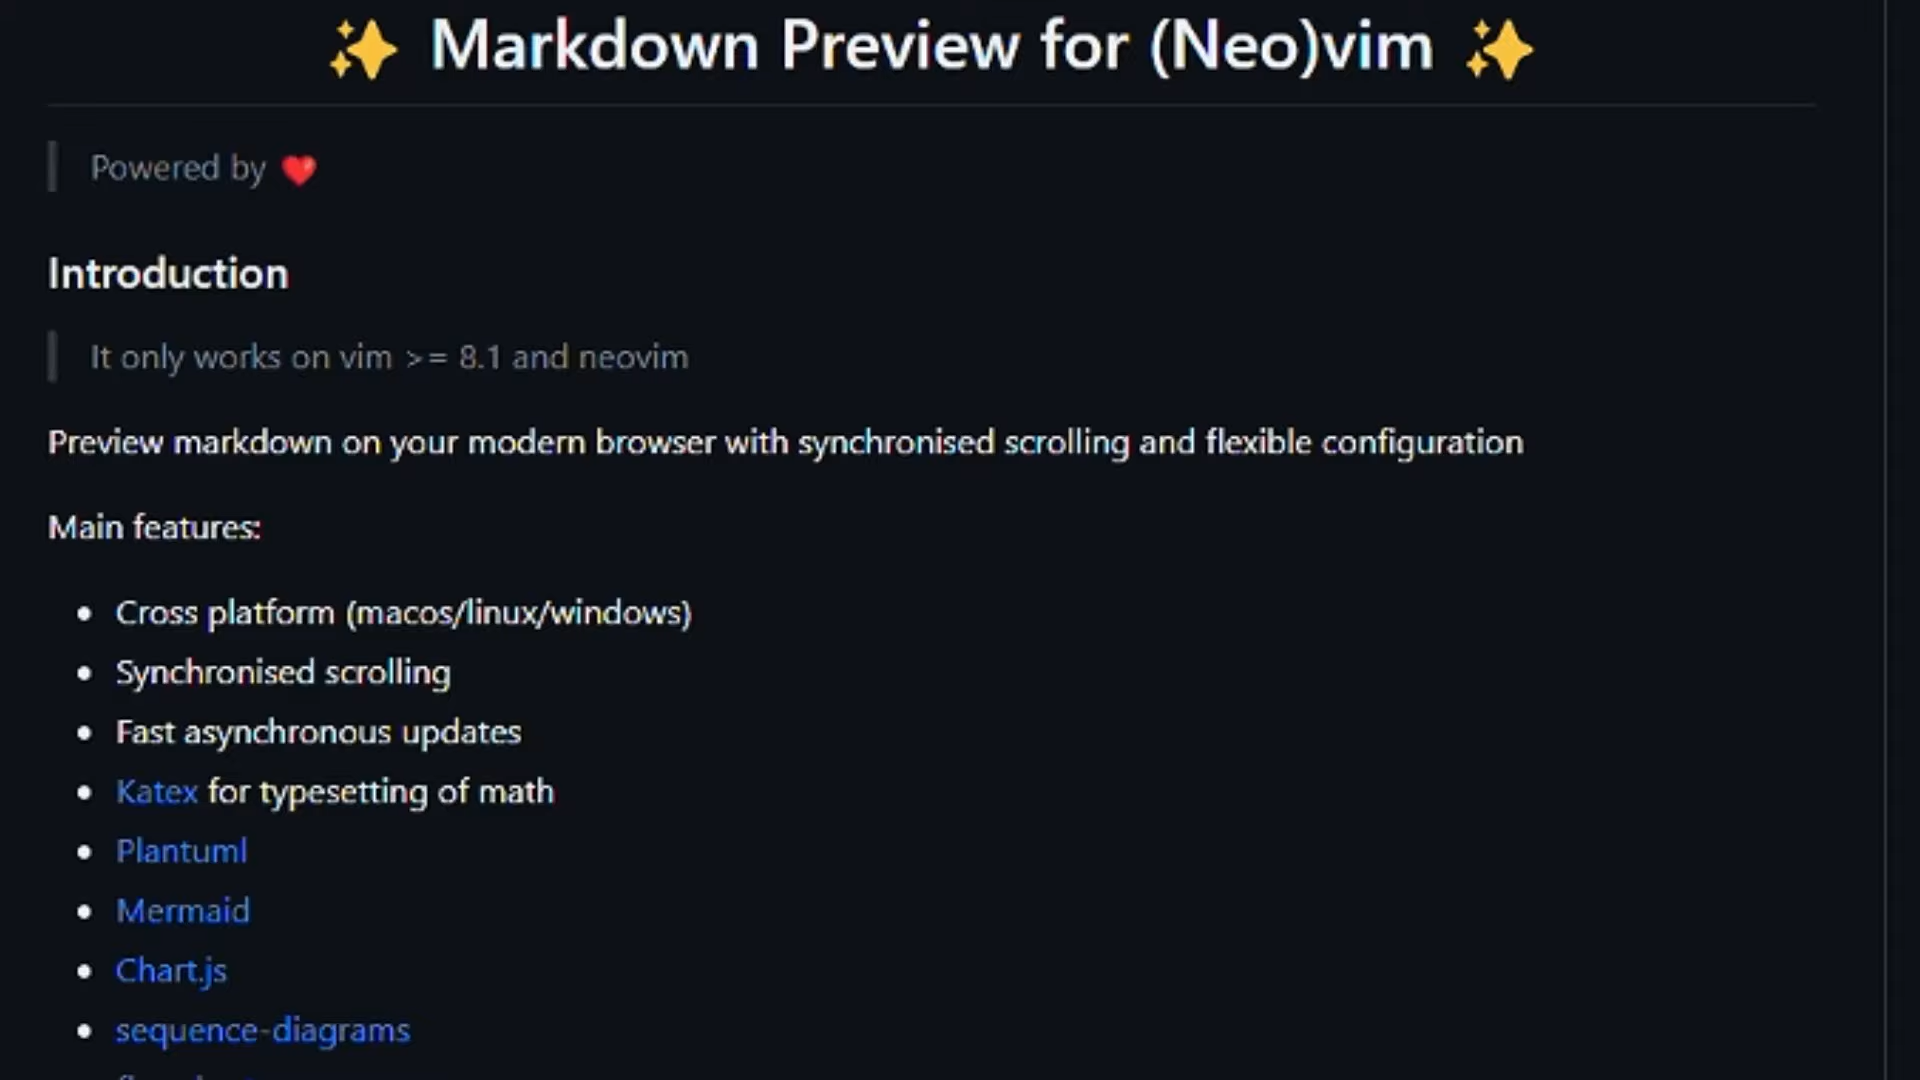 ✨ Markdown Preview for (Neo)vim ✨
Powered by ❤️
Introduction
It only works on vim >= 8.1 and neovim
Preview markdown on your modern browser with synchronised scrolling and flexible configuration
Main features:
• Cross platform (macos/linux/windows)
• Synchronised scrolling
• Fast asynchronous updates
• Katex for typesetting of math
• Plantuml
• Mermaid
• Chart.js
• sequence-diagrams